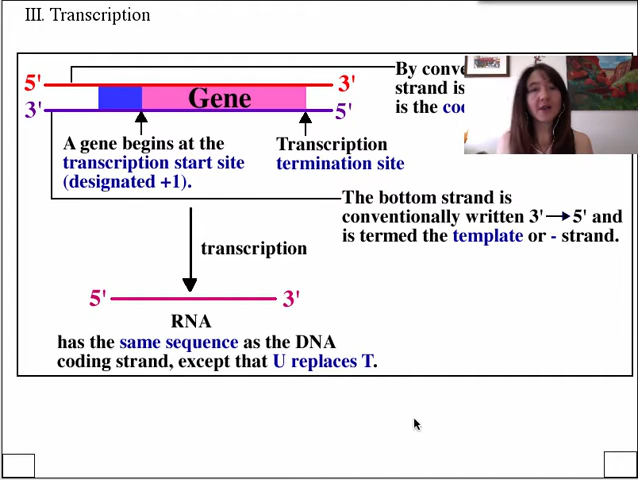 III. Transcription
5' 3'
3' Gene 5'
By conve
strand is
is the co
A gene begins at the
transcription start site
(designated +1).
Transcription
termination site
The bottom strand is
conventionally written 3'→5' and
is termed the template or - strand.
transcription
5' 3'
RNA
has the same sequence as the DNA
coding strand, except that U replaces T.